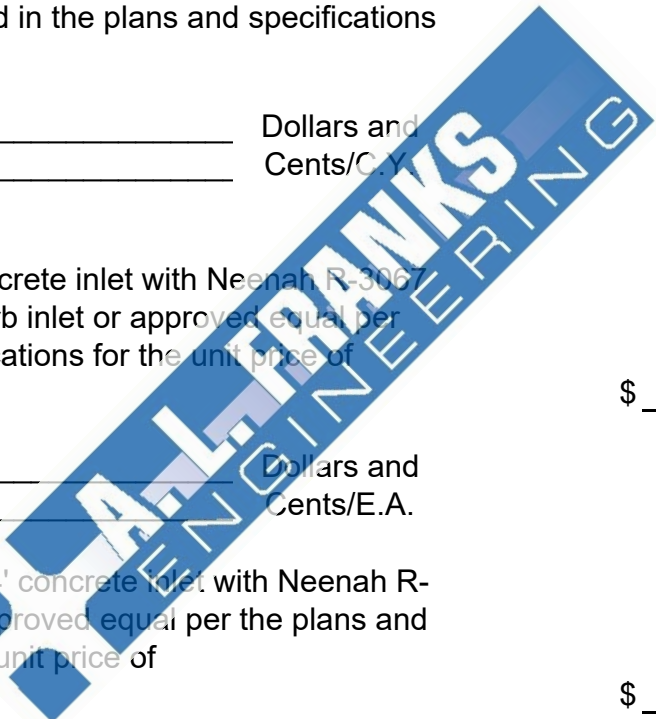 in the plans and specifications
Dollars and
Cents/C.Y.
crete inlet with Neenah R-3067
b inlet or approved equal per
ations for the unit price of
$
Dollars and
Cents/E.A.
' concrete inlet with Neenah R-
proved equal per the plans and
unit price of
$
A. L. FRANKS
ENGINEERING